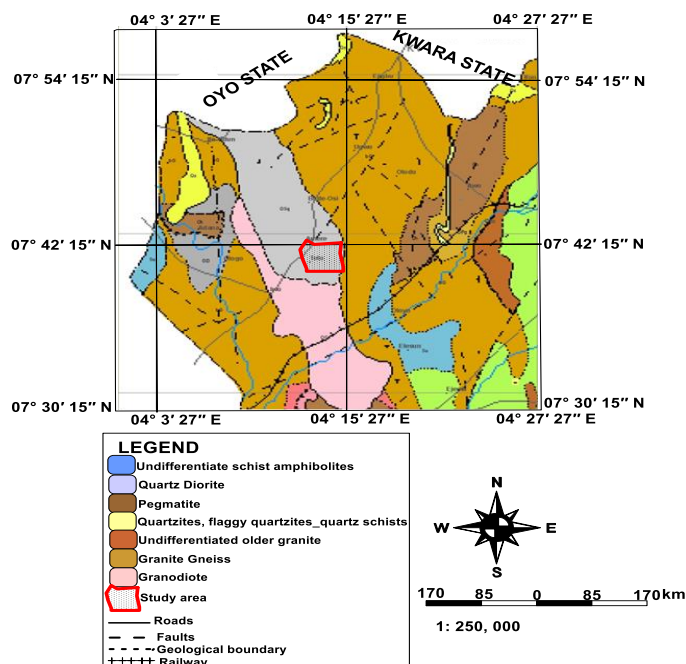 04° 3′ 27′′ E 04° 15′ 27′′ E 04° 27′ 27′′ E
OYO STATE
KWARA STATE
07° 54′ 15′′ N 07° 54′ 15′′ N
07° 42′ 15′′ N 07° 42′ 15′′ N
07° 30′ 15′′ N 07° 30′ 15′′ N
04° 3′ 27′′ E 04° 15′ 27′′ E 04° 27′ 27′′ E
LEGEND
Undifferentiate schist amphibolites
Quartz Diorite
Pegmatite
Quartzites, flaggy quartzites_quartz schists
Undifferentiated older granite
Granite Gneiss
Granodiote
Study area
Roads
Faults
Geological boundary
Railway
N
W E
S
170 85 0 85 170km
1: 250, 000